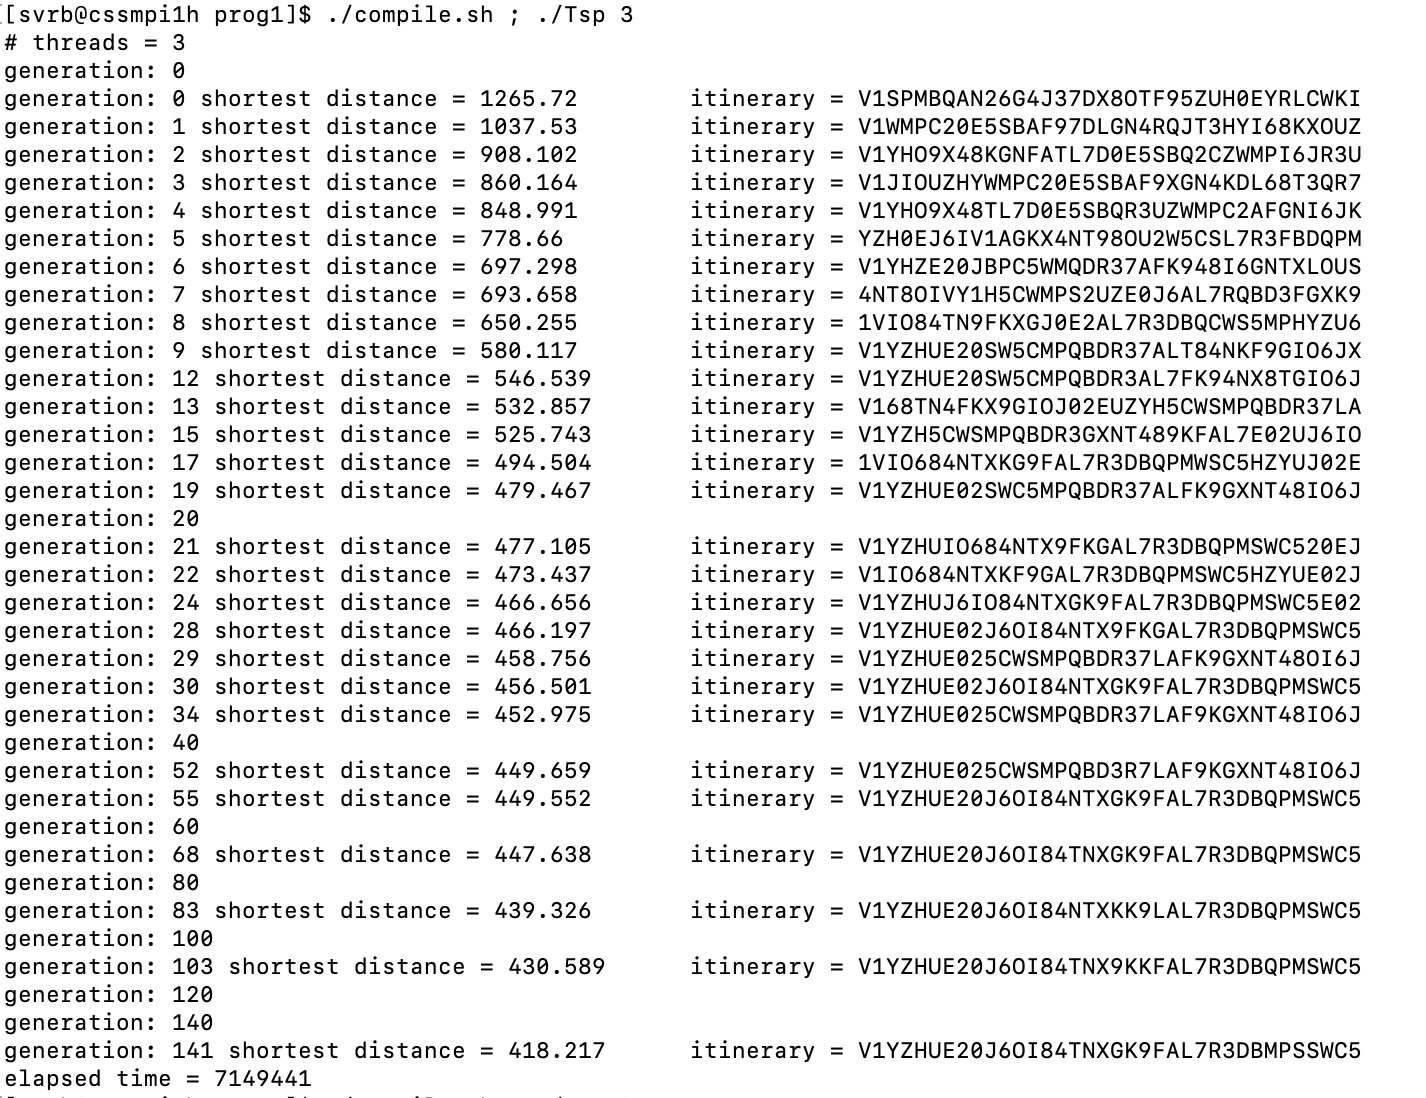 [svrb@cssmpi1h prog1]$ ./compile.sh ; ./Tsp 3
# threads = 3
generation: 0
generation: 0 shortest distance = 1265.72 itinerary = V1SPMBQAN26G4J37DX8OTF95ZUH0EYRLCWKI
generation: 1 shortest distance = 1037.53 itinerary = V1WMPC20E5SBAF97DLGN4RQJT3HYI68KXOUZ
generation: 2 shortest distance = 908.102 itinerary = V1YHO9X48KGNFATL7D0E5SBQ2CZWMPI6JR3U
generation: 3 shortest distance = 860.164 itinerary = V1JIOUZHYWMPC20E5SBAF9XGN4KDL68T3QR7
generation: 4 shortest distance = 848.991 itinerary = V1YHO9X48TL7D0E5SBQR3UZWMPC2AFGNI6JK
generation: 5 shortest distance = 778.66 itinerary = YZH0EJ6IV1AGKX4NT98OU2W5CSL7R3FBDQPM
generation: 6 shortest distance = 697.298 itinerary = V1YHZE20JBPC5WMQDR37AFK948I6GNTXLOUS
generation: 7 shortest distance = 693.658 itinerary = 4NT8OIVY1H5CWMPS2UZE0J6AL7RQBD3FGXK9
generation: 8 shortest distance = 650.255 itinerary = 1VIO84TN9FKXGJ0E2AL7R3DBQCWS5MPHYZU6
generation: 9 shortest distance = 580.117 itinerary = V1YZHUE20SW5CMPQBDR37ALT84NKF9GIO6JX
generation: 12 shortest distance = 546.539 itinerary = V1YZHUE20SW5CMPQBDR3AL7FK94NX8TGIO6J
generation: 13 shortest distance = 532.857 itinerary = V168TN4FKX9GIOJ02EUZYH5CWSMPQBDR37LA
generation: 15 shortest distance = 525.743 itinerary = V1YZH5CWSMPQBDR3GXNT489KFAL7E02UJ6IO
generation: 17 shortest distance = 494.504 itinerary = 1VIO684NTXKG9FAL7R3DBQPMWSC5HZYUJ02E
generation: 19 shortest distance = 479.467 itinerary = V1YZHUE02SWC5MPQBDR37ALFK9GXNT48IO6J
generation: 20
generation: 21 shortest distance = 477.105 itinerary = V1YZHUIO684NTX9FKGAL7R3DBQPMSWC520EJ
generation: 22 shortest distance = 473.437 itinerary = V1IO684NTXKF9GAL7R3DBQPMSWC5HZYUE02J
generation: 24 shortest distance = 466.656 itinerary = V1YZHUJ6IO84NTXGK9FAL7R3DBQPMSWC5E02
generation: 28 shortest distance = 466.197 itinerary = V1YZHUE02J6OI84NTX9FKGAL7R3DBQPMSWC5
generation: 29 shortest distance = 458.756 itinerary = V1YZHUE025CWSMPQBDR37LAFK9GXNT48OI6J
generation: 30 shortest distance = 456.501 itinerary = V1YZHUE02J6OI84NTXGK9FAL7R3DBQPMSWC5
generation: 34 shortest distance = 452.975 itinerary = V1YZHUE025CWSMPQBDR37LAF9KGXNT48IO6J
generation: 40
generation: 52 shortest distance = 449.659 itinerary = V1YZHUE025CWSMPQBD3R7LAF9KGXNT48IO6J
generation: 55 shortest distance = 449.552 itinerary = V1YZHUE20J6OI84NTXGK9FAL7R3DBQPMSWC5
generation: 60
generation: 68 shortest distance = 447.638 itinerary = V1YZHUE20J6OI84TNXGK9FAL7R3DBQPMSWC5
generation: 80
generation: 83 shortest distance = 439.326 itinerary = V1YZHUE20J6OI84NTXKK9LAL7R3DBQPMSWC5
generation: 100
generation: 103 shortest distance = 430.589 itinerary = V1YZHUE20J6OI84TNX9KKFAL7R3DBQPMSWC5
generation: 120
generation: 140
generation: 141 shortest distance = 418.217 itinerary = V1YZHUE20J6OI84TNXGK9FAL7R3DBMPSSWC5
elapsed time = 7149441